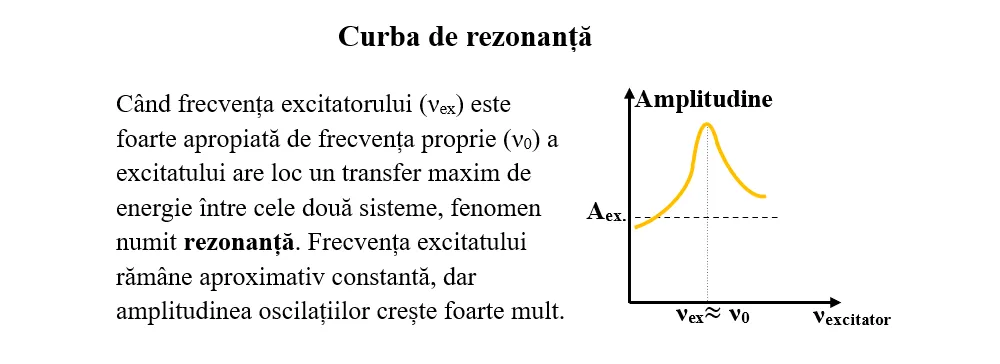 Curba de rezonanță
Când frecvența excitatorului (νex) este
foarte apropiată de frecvența proprie (ν0) a
excitatului are loc un transfer maxim de
energie între cele două sisteme, fenomen
numit rezonanță. Frecvența excitatului
rămâne aproximativ constantă, dar
amplitudinea oscilațiilor crește foarte mult.
Amplitudine
Aex.
νex≈ ν0
νexcitator